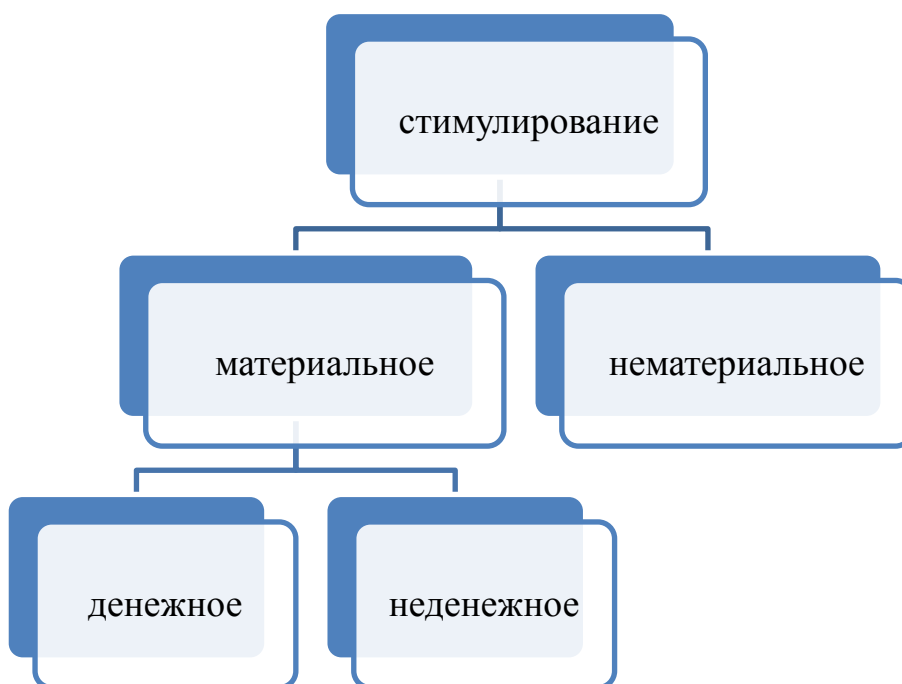 стимулирование
материальное
нематериальное
денежное
неденежное